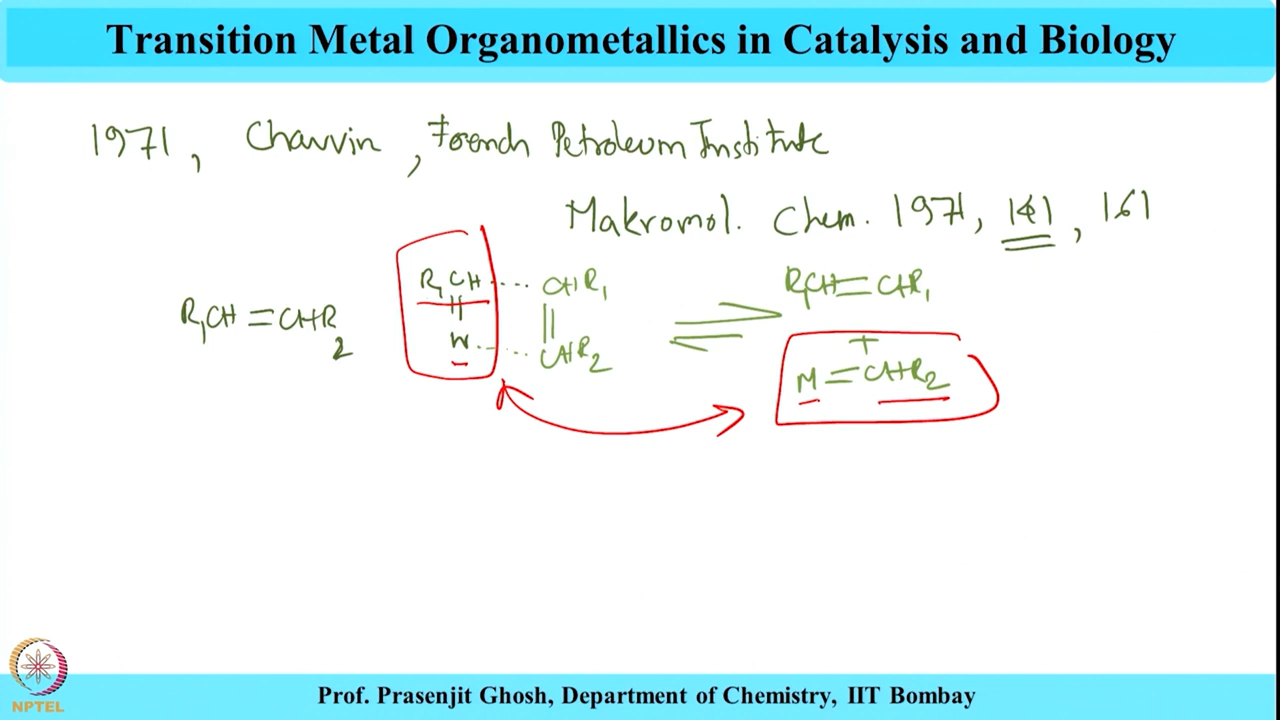 Transition Metal Organometallics in Catalysis and Biology
1971, Chauvin, French Petroleum Institute
Makromol. Chem. 1971, 141, 161
R₁CH=CHR₂
R₁CH ... CHR₁
W ... CHR₂
R₁CH=CHR₁
+
M=CHR₂
NPTEL
Prof. Prasenjit Ghosh, Department of Chemistry, IIT Bombay